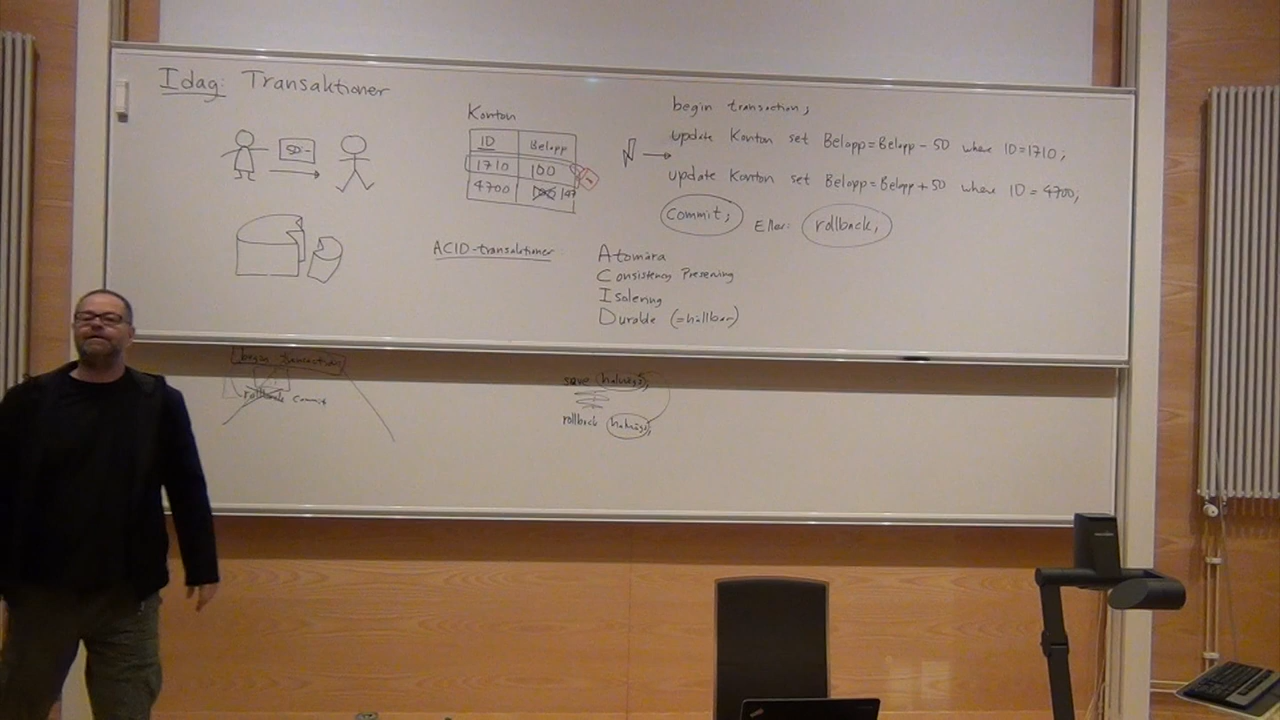 Idag: Transaktioner
50:-
Konton
ID Belopp
1710 100
4700
begin transaction;
update Konton set Belopp=Belopp - 50 where ID=1710;
update Konton set Belopp=Belopp + 50 where ID = 4700;
Commit; Eller: rollback;
ACID-transaktioner
Atomära
Consistency Preserving
Isolering
Durable (=hållbar)
begin transaction
rollback commit
save halvvägs;
rollback halvvägs;